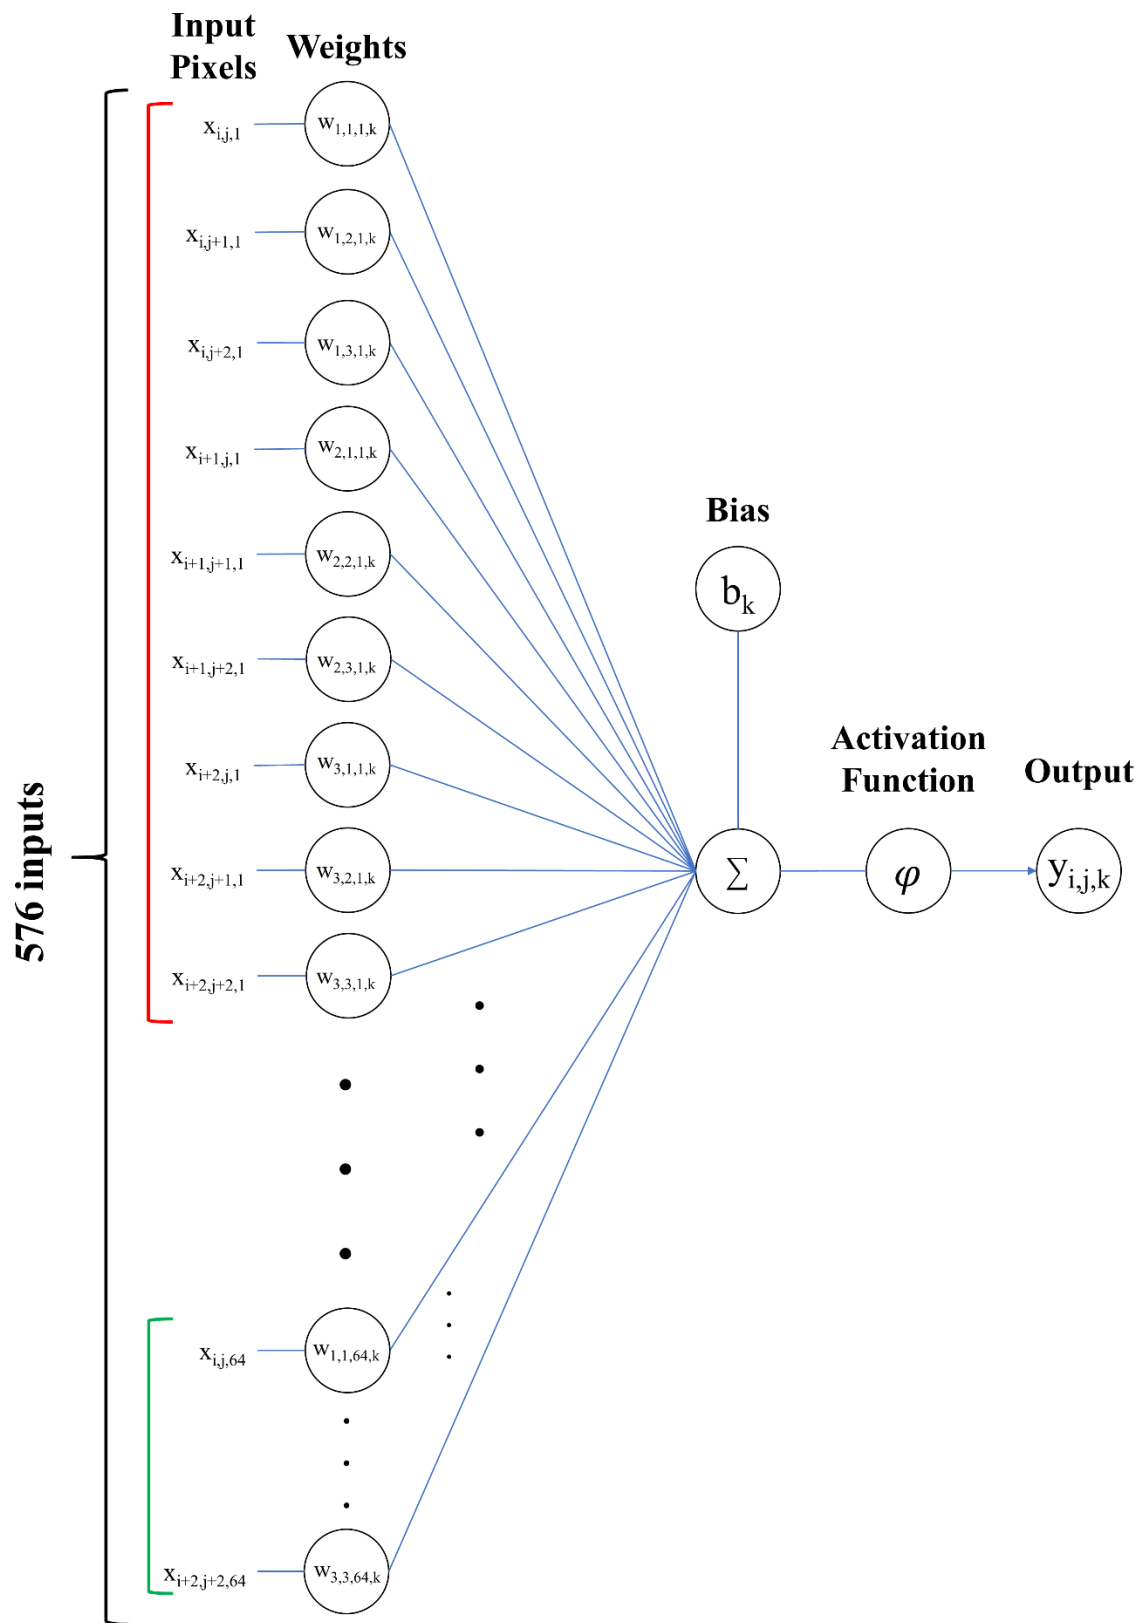 Input
Pixels
Weights
x_{i,j,1}
w_{1,1,1,k}
x_{i,j+1,1}
w_{1,2,1,k}
x_{i,j+2,1}
w_{1,3,1,k}
x_{i+1,j,1}
w_{2,1,1,k}
x_{i+1,j+1,1}
w_{2,2,1,k}
x_{i+1,j+2,1}
w_{2,3,1,k}
x_{i+2,j,1}
w_{3,1,1,k}
x_{i+2,j+1,1}
w_{3,2,1,k}
x_{i+2,j+2,1}
w_{3,3,1,k}
x_{i,j,64}
w_{1,1,64,k}
x_{i+2,j+2,64}
w_{3,3,64,k}
576 inputs
Bias
b_k
∑
Activation
Function
φ
Output
y_{i,j,k}